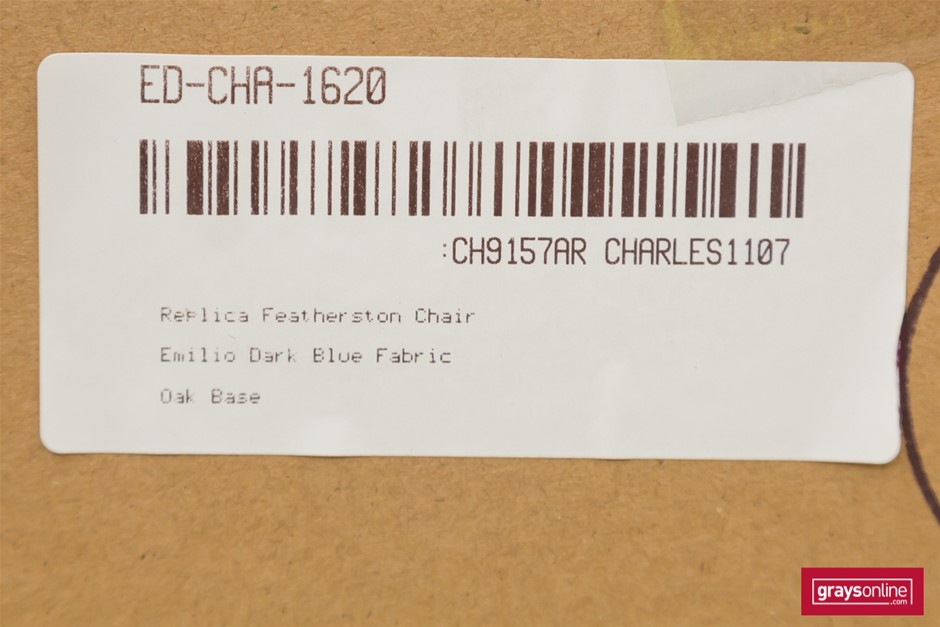 ED-CHA-1620
:CH9157AR CHARLES1107
Replica Featherston Chair
Emilio Dark Blue Fabric
Oak Base
graysonline
.com